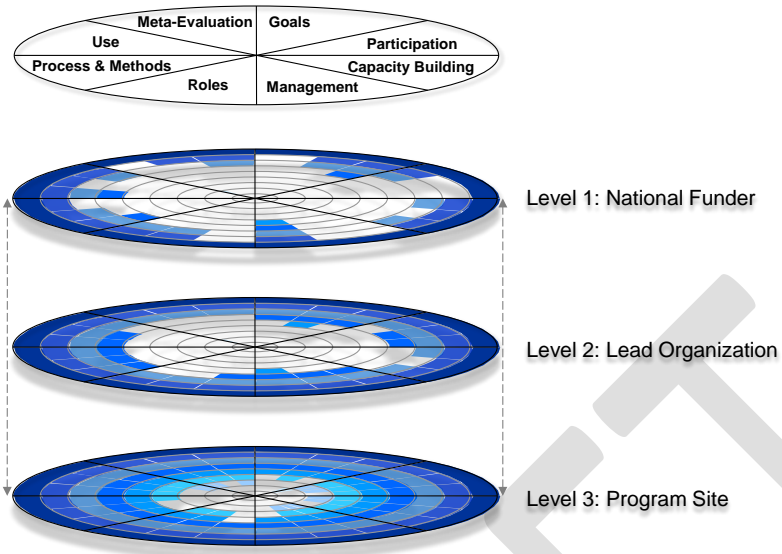 Meta-Evaluation Goals
Use Participation
Process & Methods Capacity Building
Roles Management
Level 1: National Funder
Level 2: Lead Organization
Level 3: Program Site